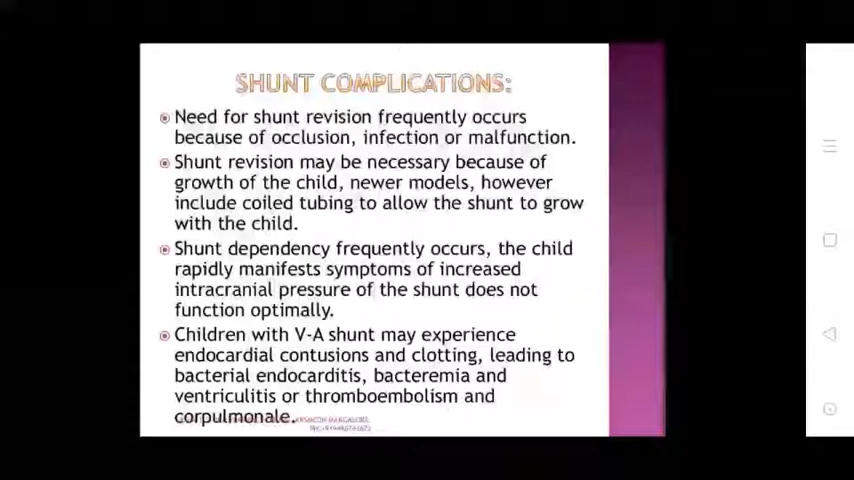 SHUNT COMPLICATIONS:
Need for shunt revision frequently occurs
because of occlusion, infection or malfunction.
Shunt revision may be necessary because of
growth of the child, newer models, however
include coiled tubing to allow the shunt to grow
with the child.
Shunt dependency frequently occurs, the child
rapidly manifests symptoms of increased
intracranial pressure of the shunt does not
function optimally.
Children with V-A shunt may experience
endocardial contusions and clotting, leading to
bacterial endocarditis, bacteremia and
ventriculitis or thromboembolism and
corpulmonale.